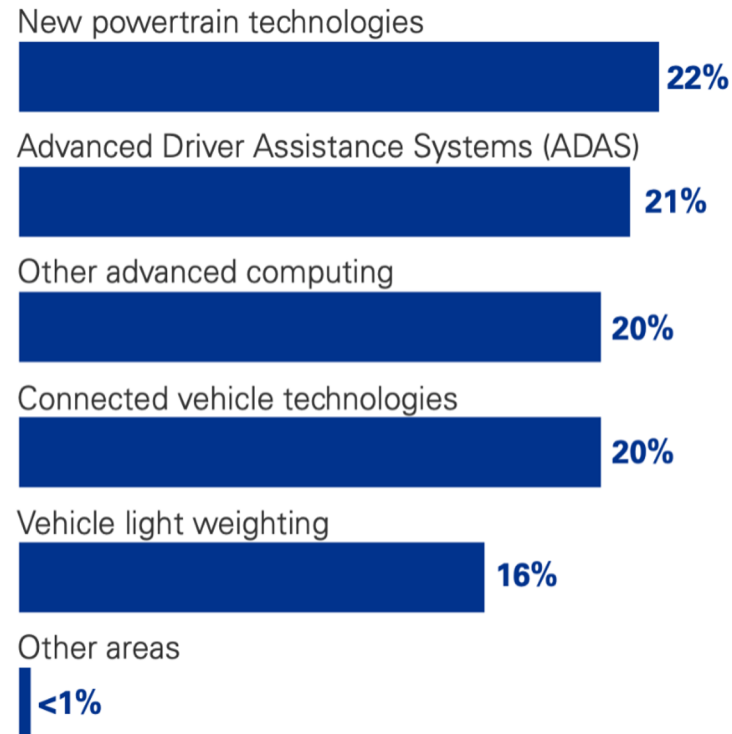 New powertrain technologies
22%
Advanced Driver Assistance Systems (ADAS)
21%
Other advanced computing
20%
Connected vehicle technologies
20%
Vehicle light weighting
16%
Other areas
<1%